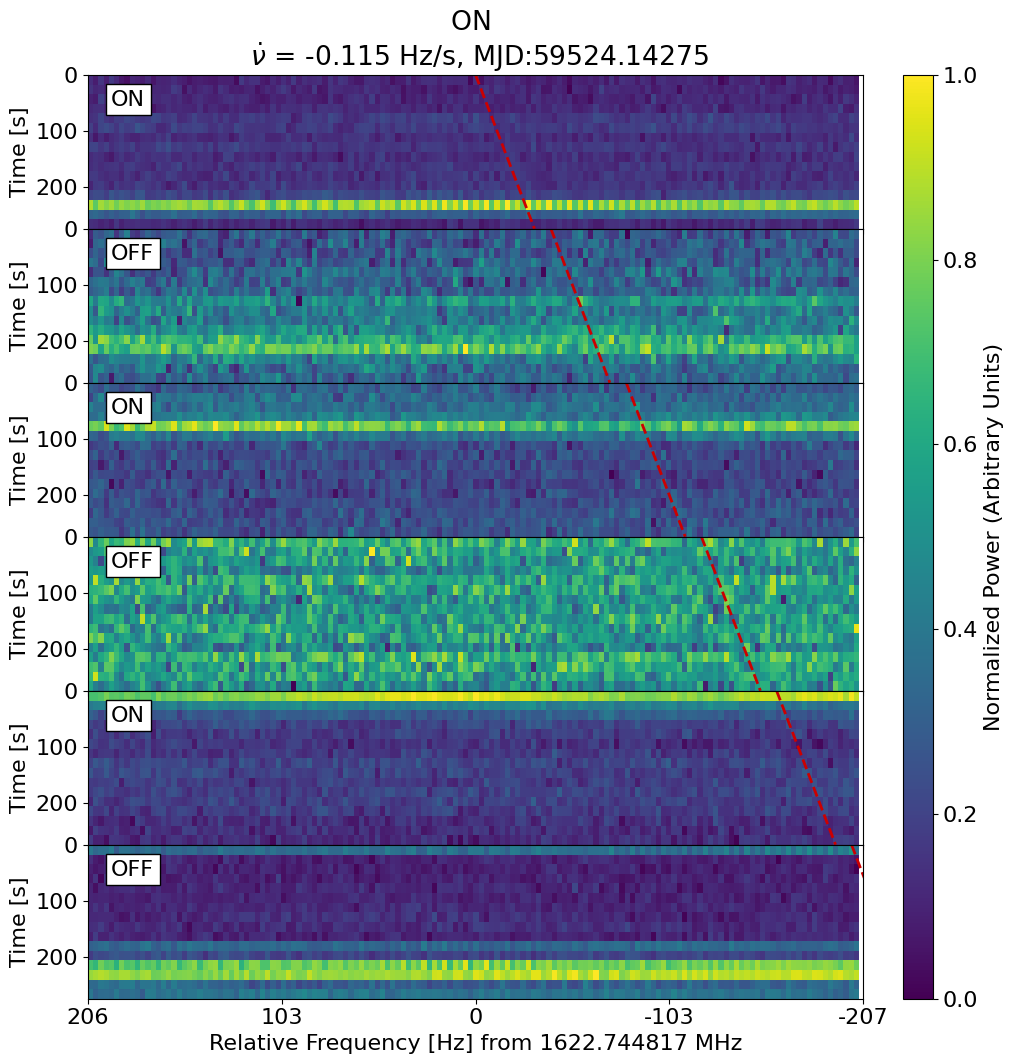 ON
ν̇ = -0.115 Hz/s, MJD:59524.14275
0
100
200
Time [s]
ON
0
100
200
Time [s]
OFF
0
100
200
Time [s]
ON
0
100
200
Time [s]
OFF
0
100
200
Time [s]
ON
0
100
200
Time [s]
OFF
206 103 0 -103 -207
Relative Frequency [Hz] from 1622.744817 MHz
1.0
0.8
0.6
0.4
0.2
0.0
Normalized Power (Arbitrary Units)